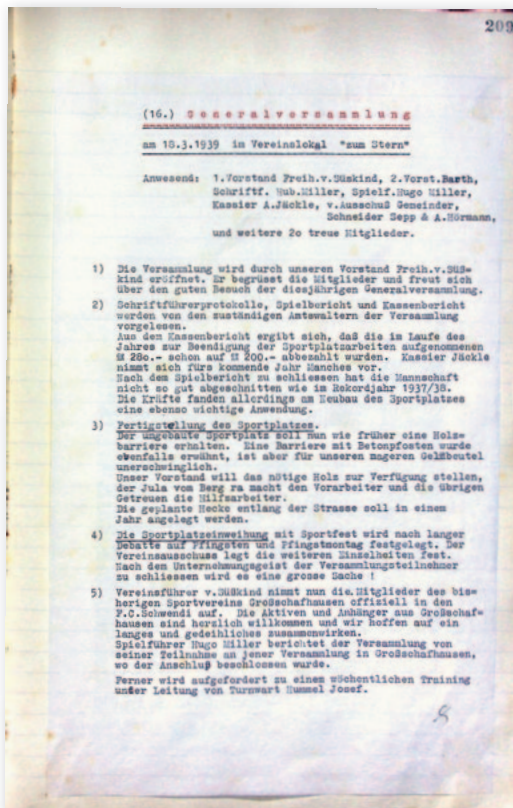 209
(16.) Generalversammlung
am 18.3.1939 im Vereinslokal "zum Stern"
Anwesend: 1.Vorstand Freih.v.Süskind, 2.Vorst.Barth,
Schriftf. Hub.Miller, Spielf.Hugo Miller,
Kassier A.Jäckle, v.Ausschuß Gemeinder,
Schneider Sepp & A.Hörmann,
und weitere 2o treue Mitglieder.
1) Die Versammlung wird durch unseren Vorstand Freih.v.Süß=
kind eröffnet. Er begrüsst die Mitglieder und freut sich
über den guten Besuch der diesjährigen Generalversammlung.
2) Schriftführerprotokolle, Spielbericht und Kassenbericht
werden von den zuständigen Amtswaltern der Versammlung
vorgelesen.
Aus dem Kassenbericht ergibt sich, daß die im Laufe des
Jahres zur Beendigung der Sportplatzarbeiten aufgenommenen
28o.- schon auf 200.- abbezahlt wurden. Kassier Jäckle
nimmt sich fürs kommende Jahr Manches vor.
Nach dem Spielbericht zu schliessen hat die Mannschaft
nicht so gut abgeschnitten wie im Rekordjahr 1937/38.
Die Kräfte fanden allerdings am Neubau des Sportplatzes
eine ebenso wichtige Anwendung.
3) Fertigstellung des Sportplatzes.
Der umgebaute Sportplatz soll nun wie früher eine Holz=
barriere erhalten. Eine Barriere mit Betonpfosten wurde
ebenfalls erwähnt, ist aber für unseren mageren Geldbeutel
unerschwinglich.
Unser Vorstand will das nötige Holz zur Verfügung stellen,
der Jula vom Berg ra macht den Vorarbeiter und die übrigen
Getreuen die Hilfsarbeiter.
Die geplante Hecke entlang der Strasse soll in einem
Jahr angelegt werden.
4) Die Sportplatzeinweihung mit Sportfest wird nach langer
Debatte auf Pfingsten und Pfingstmontag festgelegt. Der
Vereinsausschuss legt die weiteren Einzelheiten fest.
Nach dem Unternehmungsgeist der Versammlungsteilnehmer
zu schliessen wird es eine grosse Sache !
5) Vereinsführer v.Süßkind nimmt nun die Mitglieder des bis=
herigen Sportvereins Großschafhausen offiziell in den
F.C.Schwendi auf. Die Aktiven und Anhänger aus Großschaf=
hausen sind herzlich willkommen und wir hoffen auf ein
langes und gedeihliches zusammenwirken.
Spielführer Hugo Miller berichtet der Versammlung von
seiner Teilnahme an jener Versammlung in Großschafhausen,
wo der Anschluß beschlossen wurde.
Ferner wird aufgefordert zu einem wöchentlichen Training
unter Leitung von Turnwart Hummel Josef.